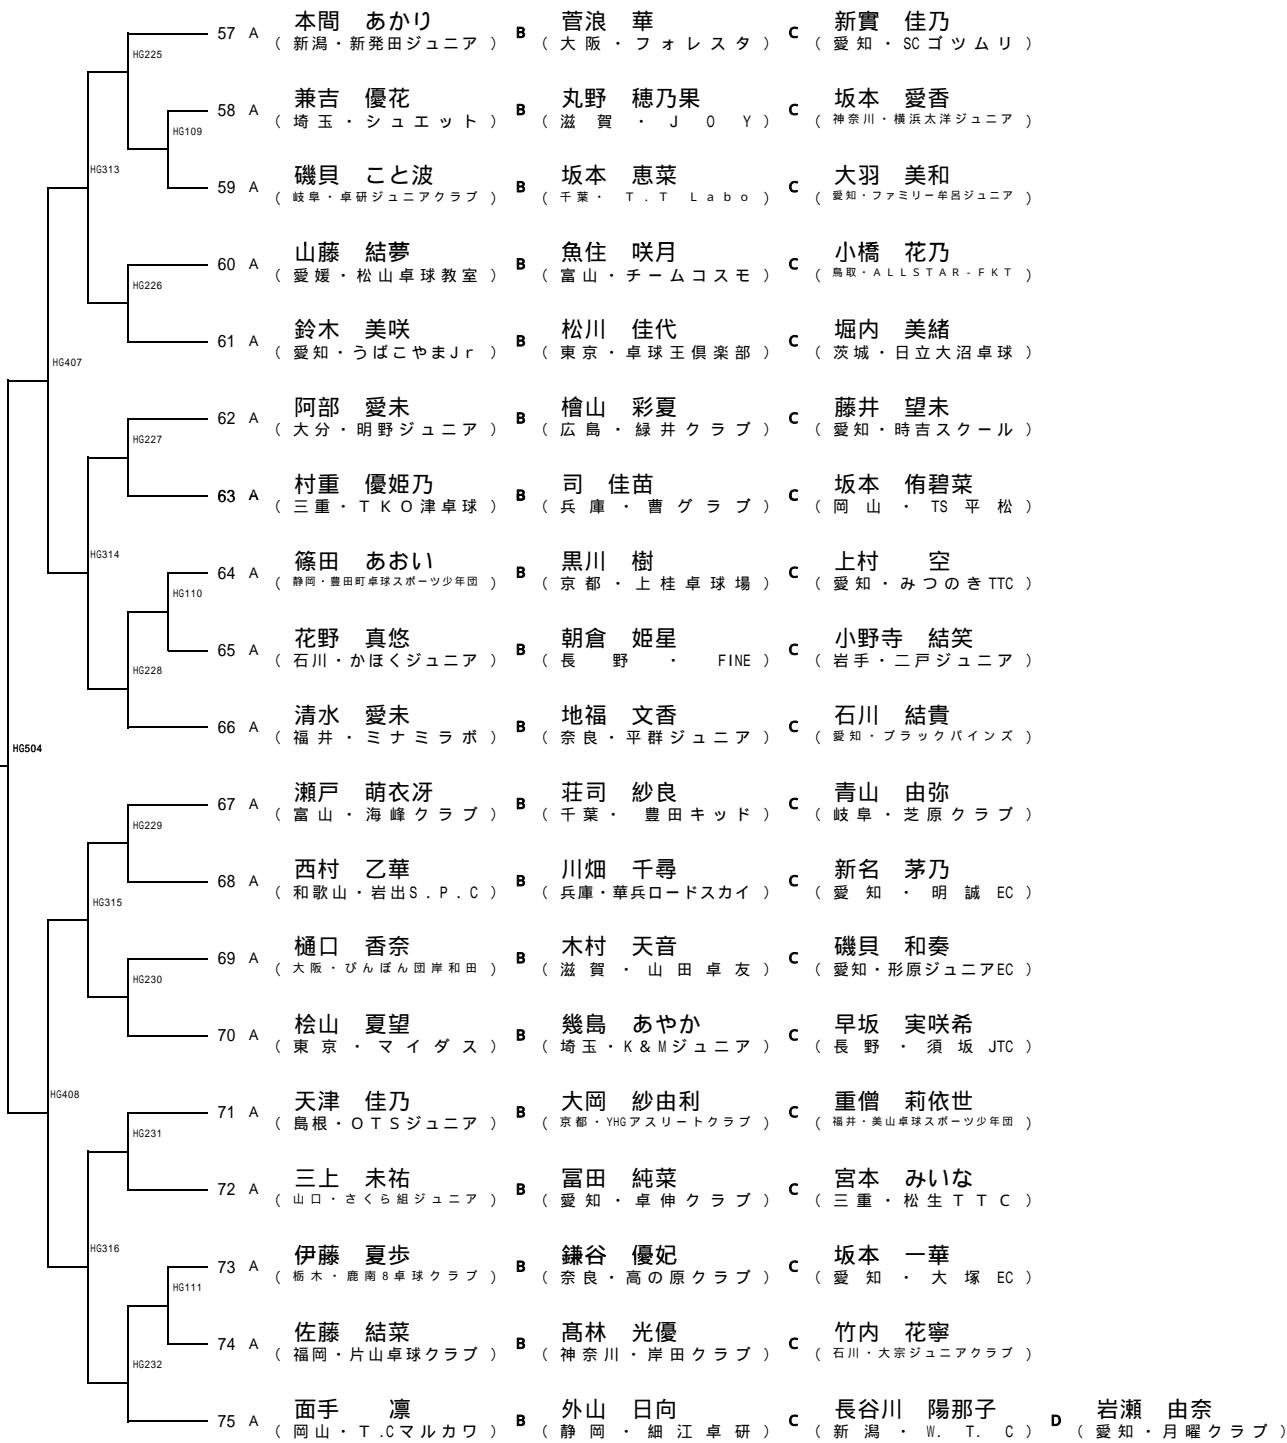 57 A 本間 あかり B 菅浪 華 C 新實 佳乃
(新潟・新発田ジュニア) (大阪・フォレスタ) (愛知・SCゴツムリ)
HG225
58 A 兼吉 優花 B 丸野 穂乃果 C 坂本 愛香
(埼玉・シュエット) (滋賀・JOY) (神奈川・横浜太洋ジュニア)
HG109
HG313
59 A 磯貝 こと波 B 坂本 恵菜 C 大羽 美和
(岐阜・卓研ジュニアクラブ) (千葉・T.T Labo) (愛知・ファミリー牟呂ジュニア)
60 A 山藤 結夢 B 魚住 咲月 C 小橋 花乃
(愛媛・松山卓球教室) (富山・チームコスモ) (鳥取・ALLSTAR-FKT)
HG226
61 A 鈴木 美咲 B 松川 佳代 C 堀内 美緒
(愛知・うばこやまJr) (東京・卓球王倶楽部) (茨城・日立大沼卓球)
HG407
62 A 阿部 愛未 B 檜山 彩夏 C 藤井 望未
(大分・明野ジュニア) (広島・緑井クラブ) (愛知・時吉スクール)
HG227
63 A 村重 優姫乃 B 司 佳苗 C 坂本 侑碧菜
(三重・TKO津卓球) (兵庫・曹グラブ) (岡山・TS平松)
HG314
64 A 篠田 あおい B 黒川 樹 C 上村 空
(静岡・豊田町卓球スポーツ少年団) (京都・上桂卓球場) (愛知・みつのきTTC)
HG110
65 A 花野 真悠 B 朝倉 姫星 C 小野寺 結笑
(石川・かほくジュニア) (長野・FINE) (岩手・二戸ジュニア)
HG228
66 A 清水 愛未 B 地福 文香 C 石川 結貴
(福井・ミナミラボ) (奈良・平群ジュニア) (愛知・ブラックパインズ)
HG504
67 A 瀬戸 萌衣冴 B 荘司 紗良 C 青山 由弥
(富山・海峰クラブ) (千葉・豊田キッド) (岐阜・芝原クラブ)
HG229
68 A 西村 乙華 B 川畑 千尋 C 新名 茅乃
(和歌山・岩出S.P.C) (兵庫・華兵ロードスカイ) (愛知・明誠EC)
HG315
69 A 樋口 香奈 B 木村 天音 C 磯貝 和奏
(大阪・ぴんぽん団岸和田) (滋賀・山田卓友) (愛知・形原ジュニアEC)
HG230
70 A 桧山 夏望 B 幾島 あやか C 早坂 実咲希
(東京・マイダス) (埼玉・K&Mジュニア) (長野・須坂JTC)
HG408
71 A 天津 佳乃 B 大岡 紗由利 C 重僧 莉依世
(島根・OTSジュニア) (京都・YHGアスリートクラブ) (福井・美山卓球スポーツ少年団)
HG231
72 A 三上 未祐 B 冨田 純菜 C 宮本 みいな
(山口・さくら組ジュニア) (愛知・卓伸クラブ) (三重・松生TTC)
HG316
73 A 伊藤 夏歩 B 鎌谷 優妃 C 坂本 一華
(栃木・鹿南8卓球クラブ) (奈良・高の原クラブ) (愛知・大塚EC)
HG111
74 A 佐藤 結菜 B 髙林 光優 C 竹内 花寧
(福岡・片山卓球クラブ) (神奈川・岸田クラブ) (石川・大宗ジュニアクラブ)
HG232
75 A 面手 凛 B 外山 日向 C 長谷川 陽那子 D 岩瀬 由奈
(岡山・T.Cマルカワ) (静岡・細江卓研) (新潟・W.T.C) (愛知・月曜クラブ)